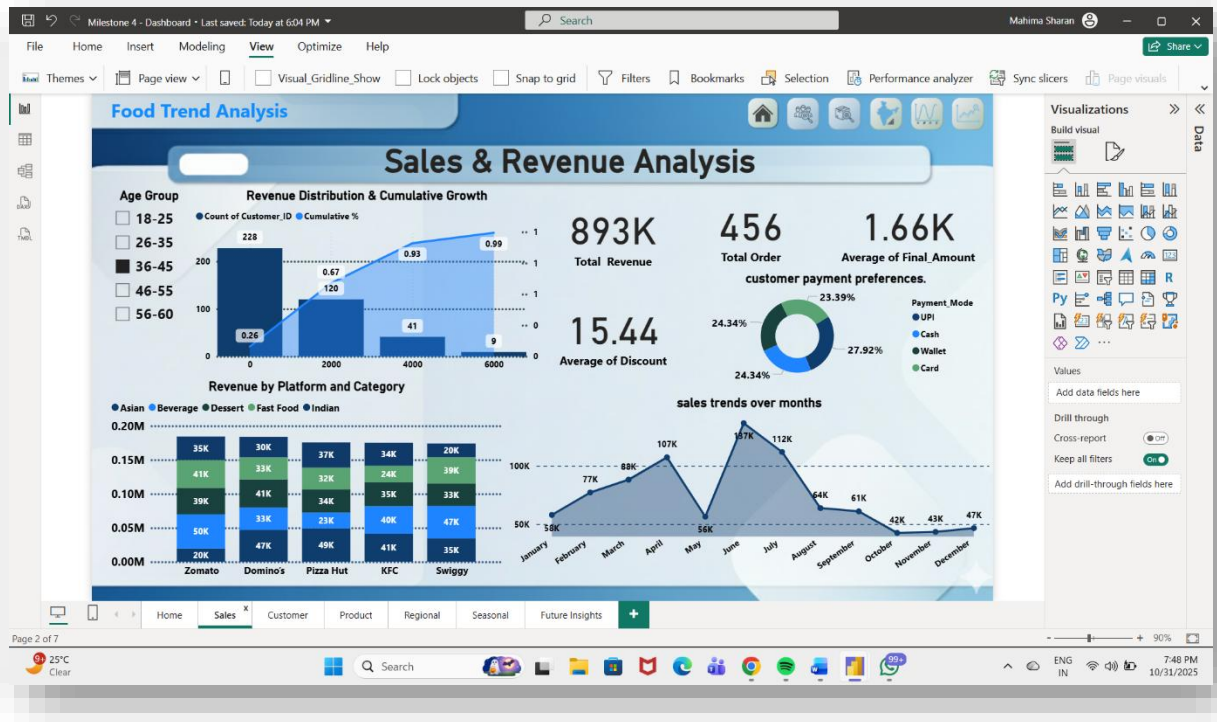 Milestone 4 - Dashboard • Last saved: Today at 6:04 PM
Search
Mahima Sharan
File Home Insert Modeling View Optimize Help
Share
Themes Page view Visual_Gridline_Show Lock objects Snap to grid Filters Bookmarks Selection Performance analyzer Sync slicers Page visuals
Food Trend Analysis
Sales & Revenue Analysis
Age Group
18-25
26-35
36-45
46-55
56-60
Revenue Distribution & Cumulative Growth
Count of Customer_ID Cumulative %
228
0.99
0.93
0.67
120
41
0.26
9
200
100
0
1
1
1
0
0
0 2000 4000 6000
893K
Total Revenue
456
Total Order
1.66K
Average of Final_Amount
15.44
Average of Discount
customer payment preferences.
23.39%
24.34%
27.92%
24.34%
Payment_Mode
UPI
Cash
Wallet
Card
Revenue by Platform and Category
Asian Beverage Dessert Fast Food Indian
0.20M
0.15M
0.10M
0.05M
0.00M
35K 30K 37K 34K 20K
41K 33K 32K 24K 39K
39K 41K 34K 35K 33K
50K 33K 23K 40K 47K
20K 47K 49K 41K 35K
Zomato Domino's Pizza Hut KFC Swiggy
sales trends over months
100K
50K
58K 77K 88K 107K 56K 137K 112K 64K 61K 42K 43K 47K
January February March April May June July August September October November December
Visualizations
Build visual
R
Py
Values
Add data fields here
Drill through
Cross-report
Off
Keep all filters
On
Add drill-through fields here
Data
Home Sales x Customer Product Regional Seasonal Future Insights +
Page 2 of 7
- + 90%
9+
25°C
Clear
Search
99+
ENG
IN
7:48 PM
10/31/2025